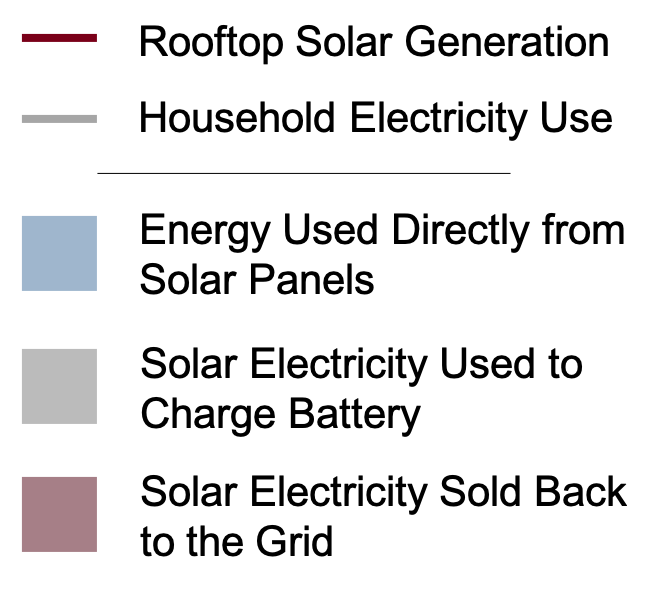 Rooftop Solar Generation
Household Electricity Use
Energy Used Directly from
Solar Panels
Solar Electricity Used to
Charge Battery
Solar Electricity Sold Back
to the Grid